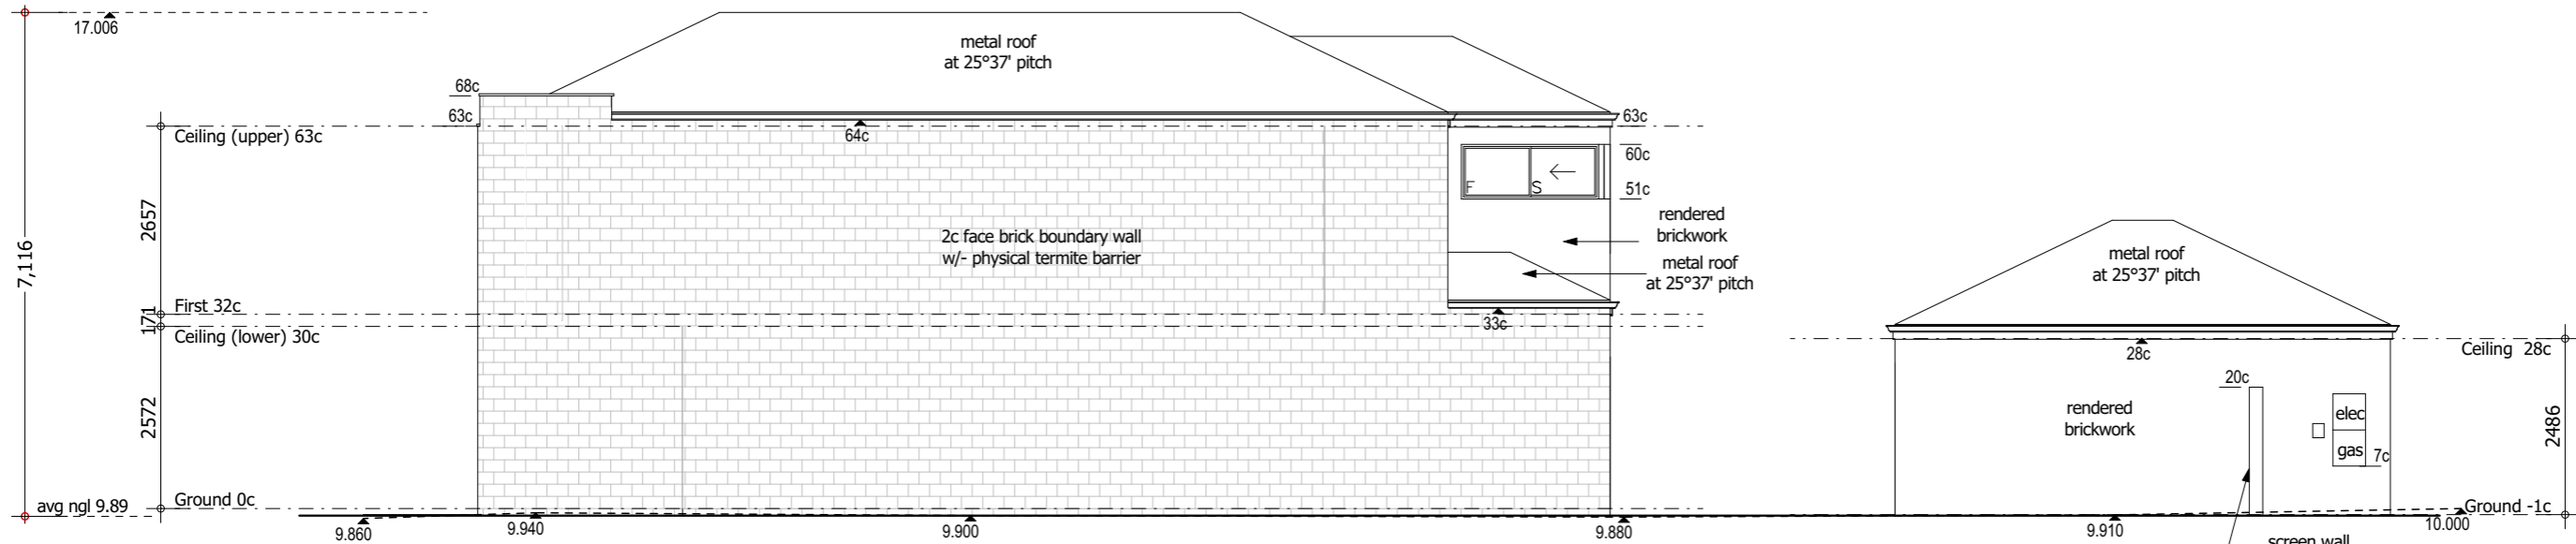 17.006
metal roof
at 25°37' pitch
68c
63c
Ceiling (upper) 63c
64c
63c
60c
F
S
51c
2657
7,116
2c face brick boundary wall
w/- physical termite barrier
rendered
brickwork
metal roof
at 25°37' pitch
metal roof
at 25°37' pitch
First 32c
171
Ceiling (lower) 30c
33c
28c
Ceiling 28c
20c
2572
rendered
brickwork
elec
gas
7c
2486
Ground 0c
avg ngl 9.89
Ground -1c
9.860
9.940
9.900
9.880
9.910
10.000
screen wall